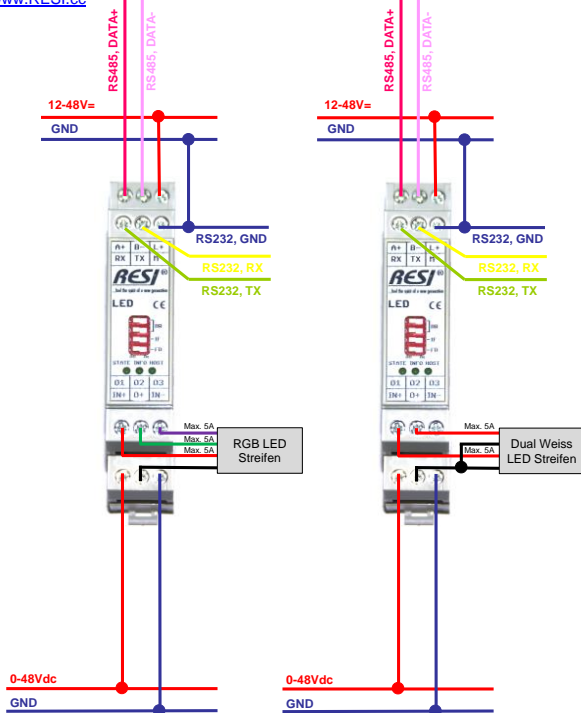 www.RESI.cc
RS485, DATA+
RS485, DATA-
12-48V=
GND
RS232, GND
RS232, RX
RS232, TX
A+ B- L+
RX TX M-
RESI®
LED CE
STATE INFO HOST
O1 O2 O3
IN+ O+ IN-
Max. 5A
Max. 5A
Max. 5A
RGB LED
Streifen
0-48Vdc
GND
RS485, DATA+
RS485, DATA-
12-48V=
GND
RS232, GND
RS232, RX
RS232, TX
A+ B- L+
RX TX M-
RESI®
LED CE
STATE INFO HOST
O1 O2 O3
IN+ O+ IN-
Max. 5A
Max. 5A
Dual Weiss
LED Streifen
0-48Vdc
GND